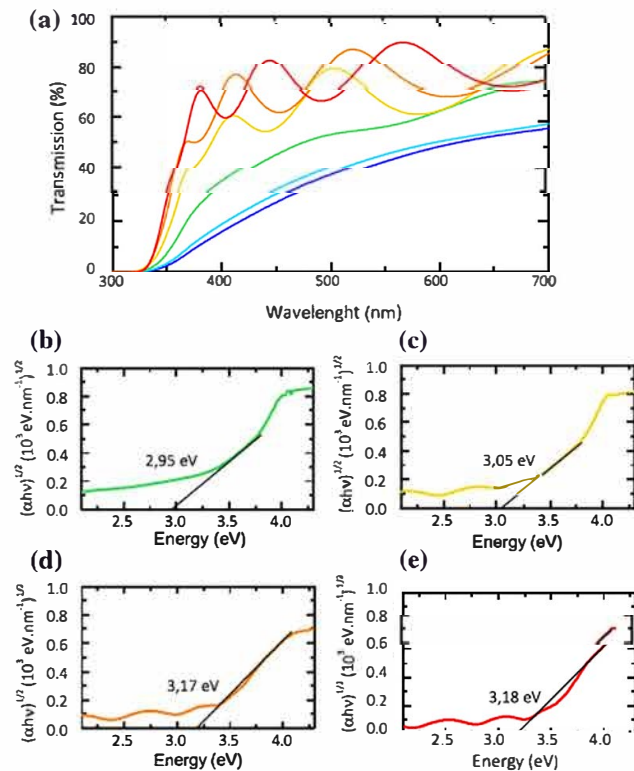 (a)
Transmission (%)
100
80
60
40
20
0
300
400
500
600
700
Wavelenght (nm)
(b)
(αhν)^1/2 (10^3 eV.nm^-1)^1/2
1.0
0.8
0.6
0.4
0.2
0.0
2,95 eV
2.5
3.0
3.5
4.0
Energy (eV)
(c)
(αhν)^1/2 (10^3 eV.nm^-1)^1/2
1.0
0.8
0.6
0.4
0.2
0.0
3,05 eV
2.5
3.0
3.5
4.0
Energy (eV)
(d)
(αhν)^1/2 (10^3 eV.nm^-1)^1/2
1.0
0.8
0.6
0.4
0.2
0.0
3,17 eV
2.5
3.0
3.5
4.0
Energy (eV)
(e)
(αhν)^1/2 (10^3 eV.nm^-1)^1/2
1.0
0.8
0.6
0.4
0.2
0.0
3,18 eV
2.5
3.0
3.5
4.0
Energy (eV)